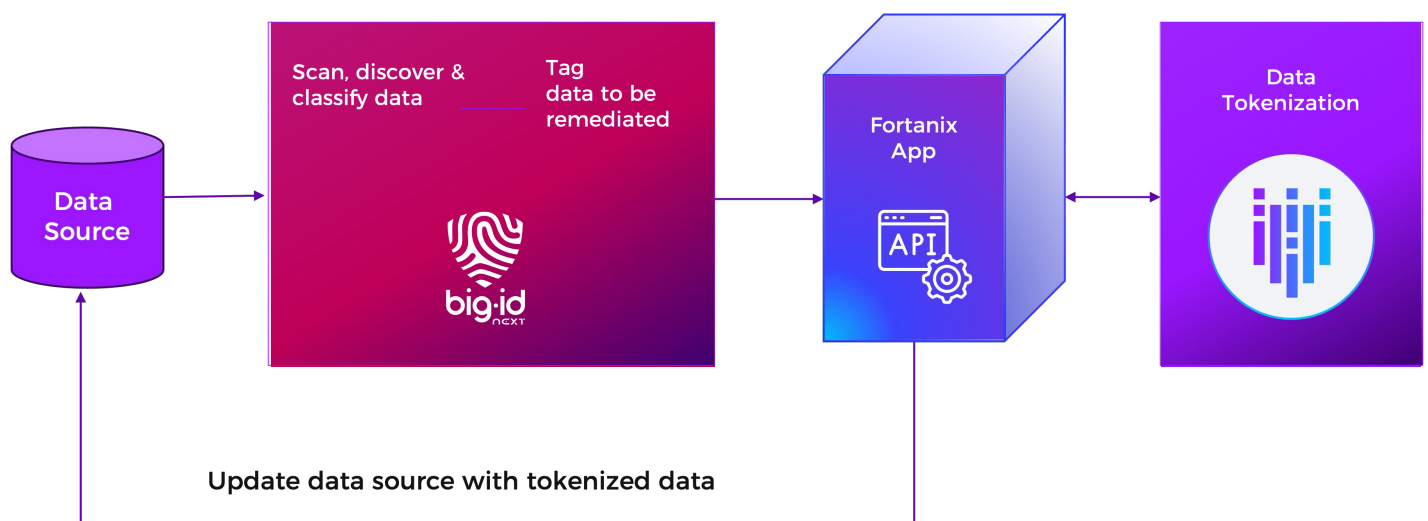 Scan, discover &
classify data
Tag
data to be
remediated
Data
Source
big·id
next
Fortanix
App
API
Data
Tokenization
Update data source with tokenized data